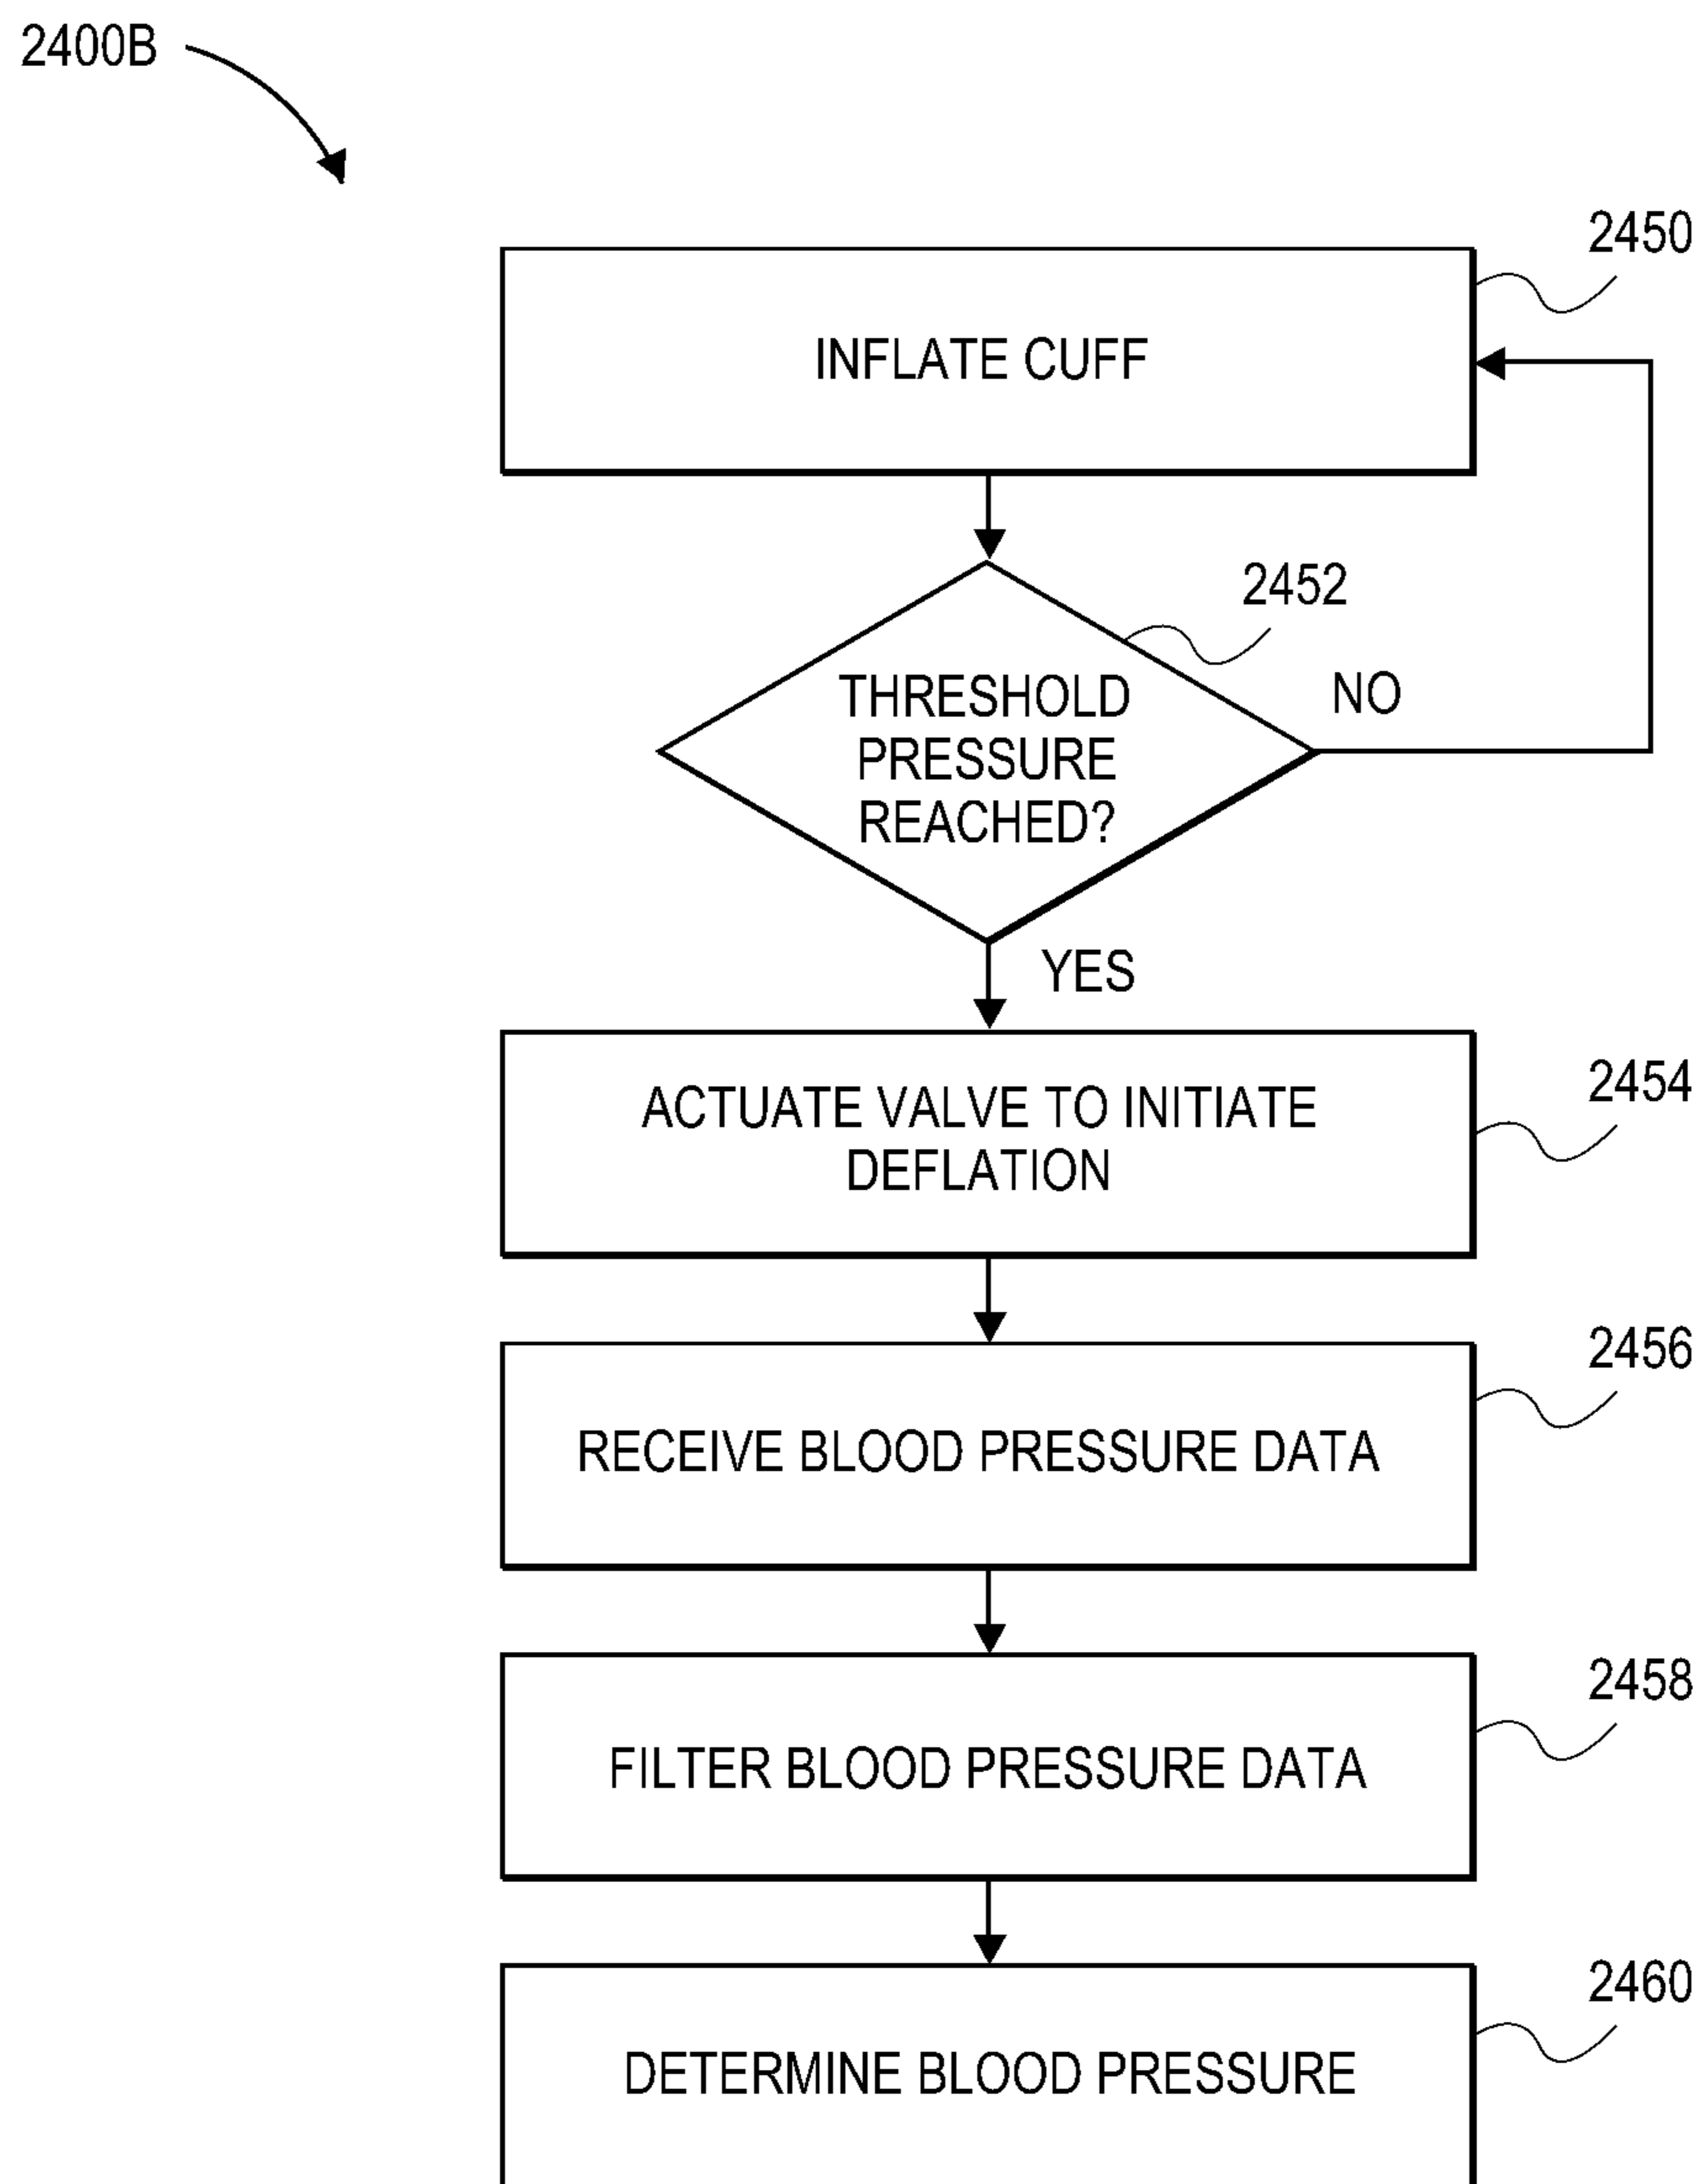 2400B
2450
INFLATE CUFF
2452
THRESHOLD
PRESSURE
REACHED?
NO
YES
2454
ACTUATE VALVE TO INITIATE
DEFLATION
2456
RECEIVE BLOOD PRESSURE DATA
2458
FILTER BLOOD PRESSURE DATA
2460
DETERMINE BLOOD PRESSURE